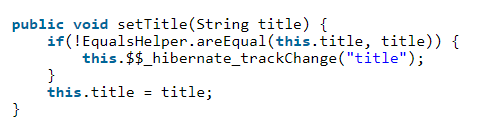 public void setTitle(String title) {
    if(!EqualsHelper.areEqual(this.title, title)) {
        this.$$_hibernate_trackChange("title");
    }
    this.title = title;
}